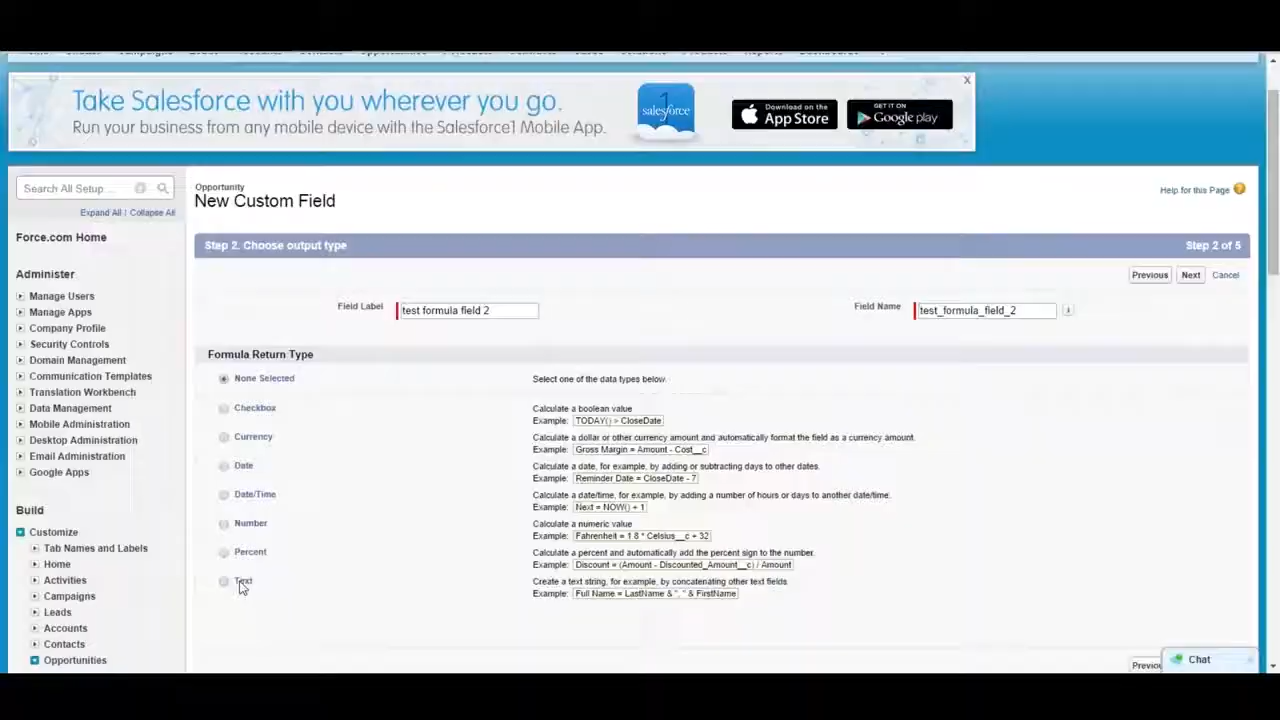 Take Salesforce with you wherever you go.
Run your business from any mobile device with the Salesforce1 Mobile App.
1
salesforce
Download on the
App Store
GET IT ON
Google play
x
Search All Setup ...
Expand All | Collapse All
Force.com Home
Administer
Manage Users
Manage Apps
Company Profile
Security Controls
Domain Management
Communication Templates
Translation Workbench
Data Management
Mobile Administration
Desktop Administration
Email Administration
Google Apps
Build
Customize
Tab Names and Labels
Home
Activities
Campaigns
Leads
Accounts
Contacts
Opportunities
Opportunity
New Custom Field
Help for this Page
Step 2. Choose output type
Step 2 of 5
Previous Next Cancel
Field Label test formula field 2
Field Name test_formula_field_2 i
Formula Return Type
None Selected
Select one of the data types below.
Checkbox
Calculate a boolean value
Example: TODAY() > CloseDate
Currency
Calculate a dollar or other currency amount and automatically format the field as a currency amount.
Example: Gross Margin = Amount - Cost__c
Date
Calculate a date, for example, by adding or subtracting days to other dates.
Example: Reminder Date = CloseDate - 7
Date/Time
Calculate a date/time, for example, by adding a number of hours or days to another date/time.
Example: Next = NOW() + 1
Number
Calculate a numeric value
Example: Fahrenheit = 1.8 * Celsius__c + 32
Percent
Calculate a percent and automatically add the percent sign to the number.
Example: Discount = (Amount - Discounted_Amount__c) / Amount
Text
Create a text string, for example, by concatenating other text fields.
Example: Full Name = LastName & ", " & FirstName
Previou
Chat